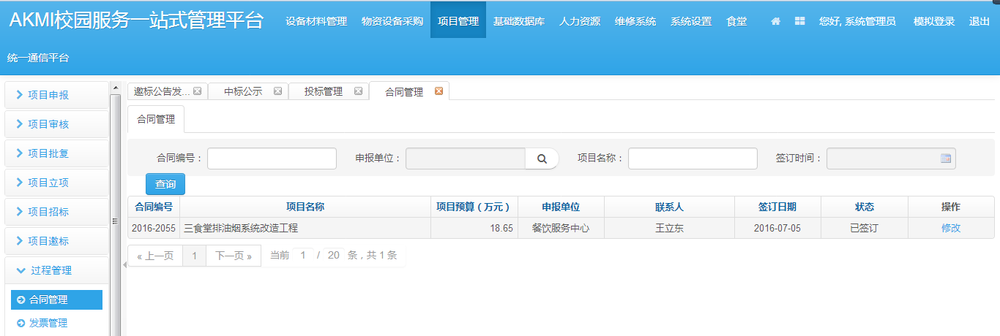 AKMI校园服务一站式管理平台 设备材料管理 物资设备采购 项目管理 基础数据库 人力资源 维修系统 系统设置 食堂 您好, 系统管理员 模拟登录 退出
统一通信平台
项目申报
项目审核
项目批复
项目立项
项目招标
项目邀标
过程管理
合同管理
发票管理
邀标公告发... 中标公示 投标管理 合同管理
合同管理
合同编号： 申报单位： 项目名称： 签订时间：
查询
合同编号 项目名称 项目预算（万元） 申报单位 联系人 签订日期 状态 操作
2016-2055 三食堂排油烟系统改造工程 18.65 餐饮服务中心 王立东 2016-07-05 已签订 修改
« 上一页 1 下一页 » 当前 1 / 20 条，共 1 条